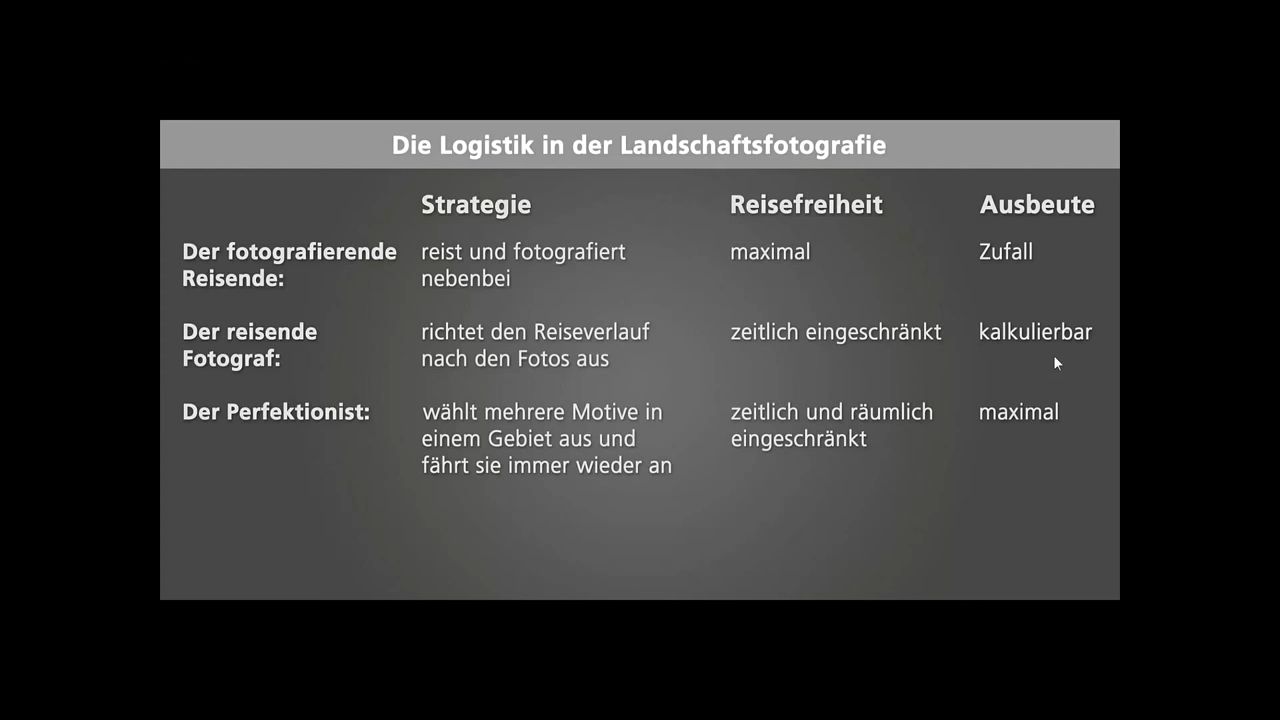 Die Logistik in der Landschaftsfotografie
Strategie Reisefreiheit Ausbeute
Der fotografierende reist und fotografiert maximal Zufall
Reisende: nebenbei
Der reisende richtet den Reiseverlauf zeitlich eingeschränkt kalkulierbar
Fotograf: nach den Fotos aus
Der Perfektionist: wählt mehrere Motive in zeitlich und räumlich maximal
einem Gebiet aus und eingeschränkt
fährt sie immer wieder an